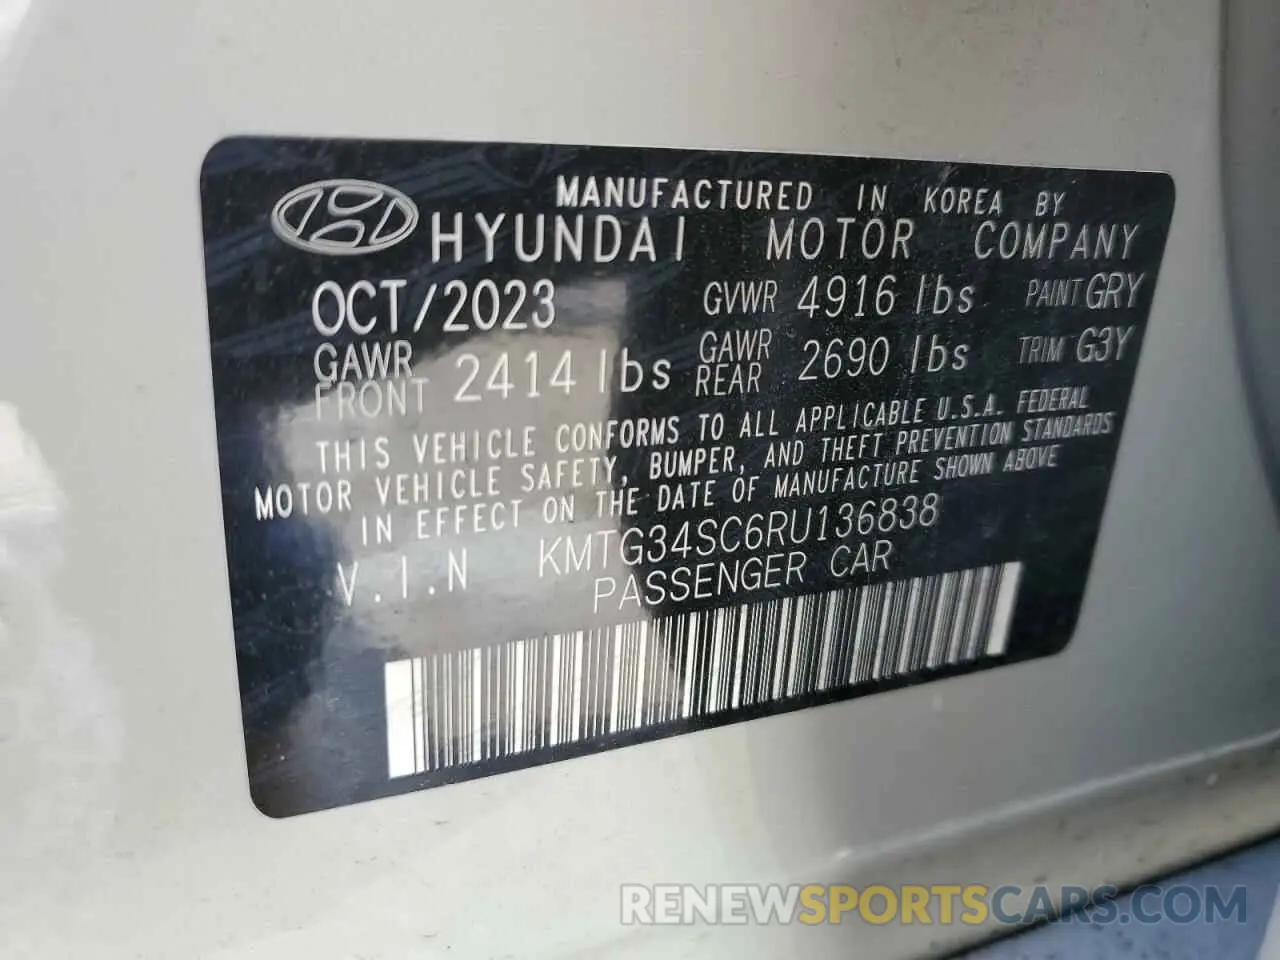 MANUFACTURED IN KOREA BY
HYUNDAI MOTOR COMPANY
OCT/2023 GVWR 4916 lbs PAINT GRY
GAWR FRONT 2414 lbs GAWR REAR 2690 lbs TRIM G3Y
THIS VEHICLE CONFORMS TO ALL APPLICABLE U.S.A. FEDERAL
MOTOR VEHICLE SAFETY, BUMPER, AND THEFT PREVENTION STANDARDS
IN EFFECT ON THE DATE OF MANUFACTURE SHOWN ABOVE
V.I.N KMTG34SC6RU136838
PASSENGER CAR
RENEWSPORTSCARS.COM